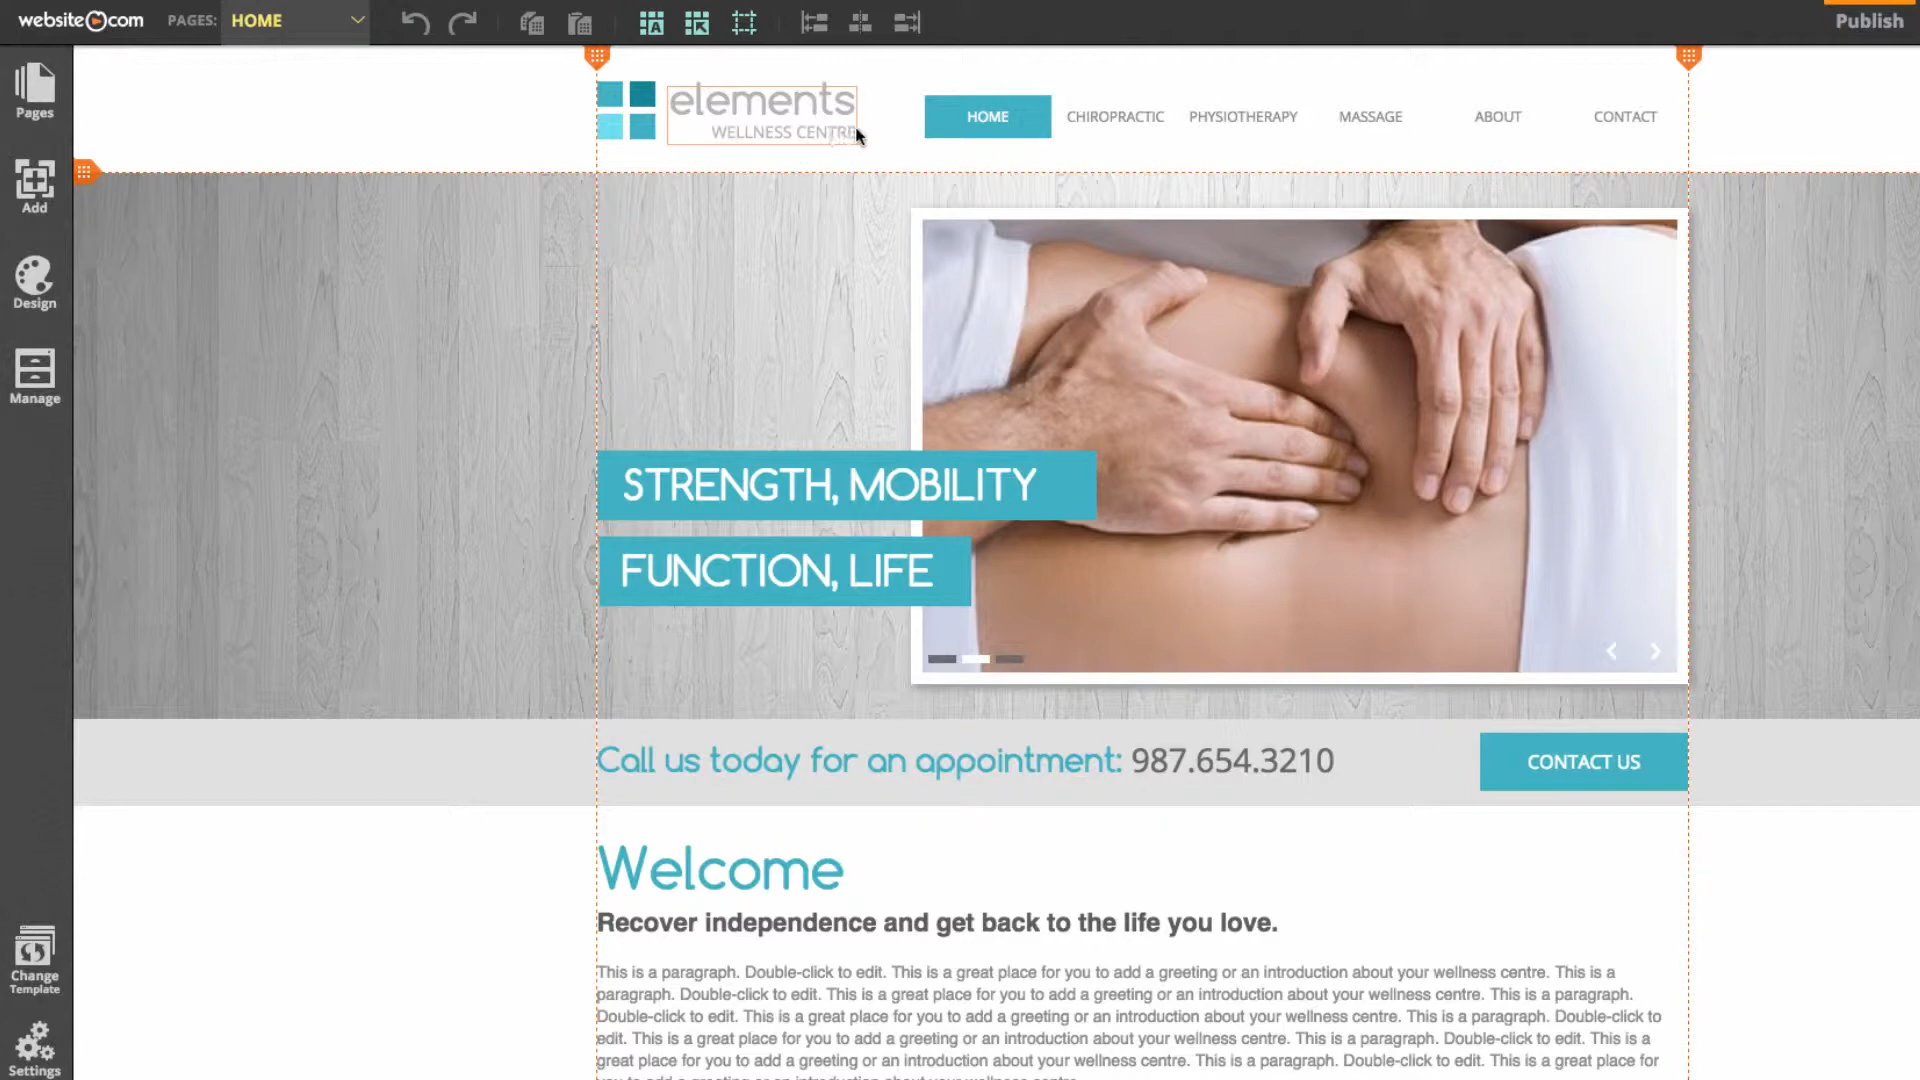 website.com PAGES: HOME Publish
Pages
Add
Design
Manage
Change
Template
Settings
elements
WELLNESS CENTRE
HOME CHIROPRACTIC PHYSIOTHERAPY MASSAGE ABOUT CONTACT
STRENGTH, MOBILITY
FUNCTION, LIFE
Call us today for an appointment: 987.654.3210
CONTACT US
Welcome
Recover independence and get back to the life you love.
This is a paragraph. Double-click to edit. This is a great place for you to add a greeting or an introduction about your wellness centre. This is a
paragraph. Double-click to edit. This is a great place for you to add a greeting or an introduction about your wellness centre. This is a paragraph.
Double-click to edit. This is a great place for you to add a greeting or an introduction about your wellness centre. This is a paragraph. Double-click to
edit. This is a great place for you to add a greeting or an introduction about your wellness centre. This is a paragraph. Double-click to edit. This is a
great place for you to add a greeting or an introduction about your wellness centre. This is a paragraph. Double-click to edit. This is a great place for